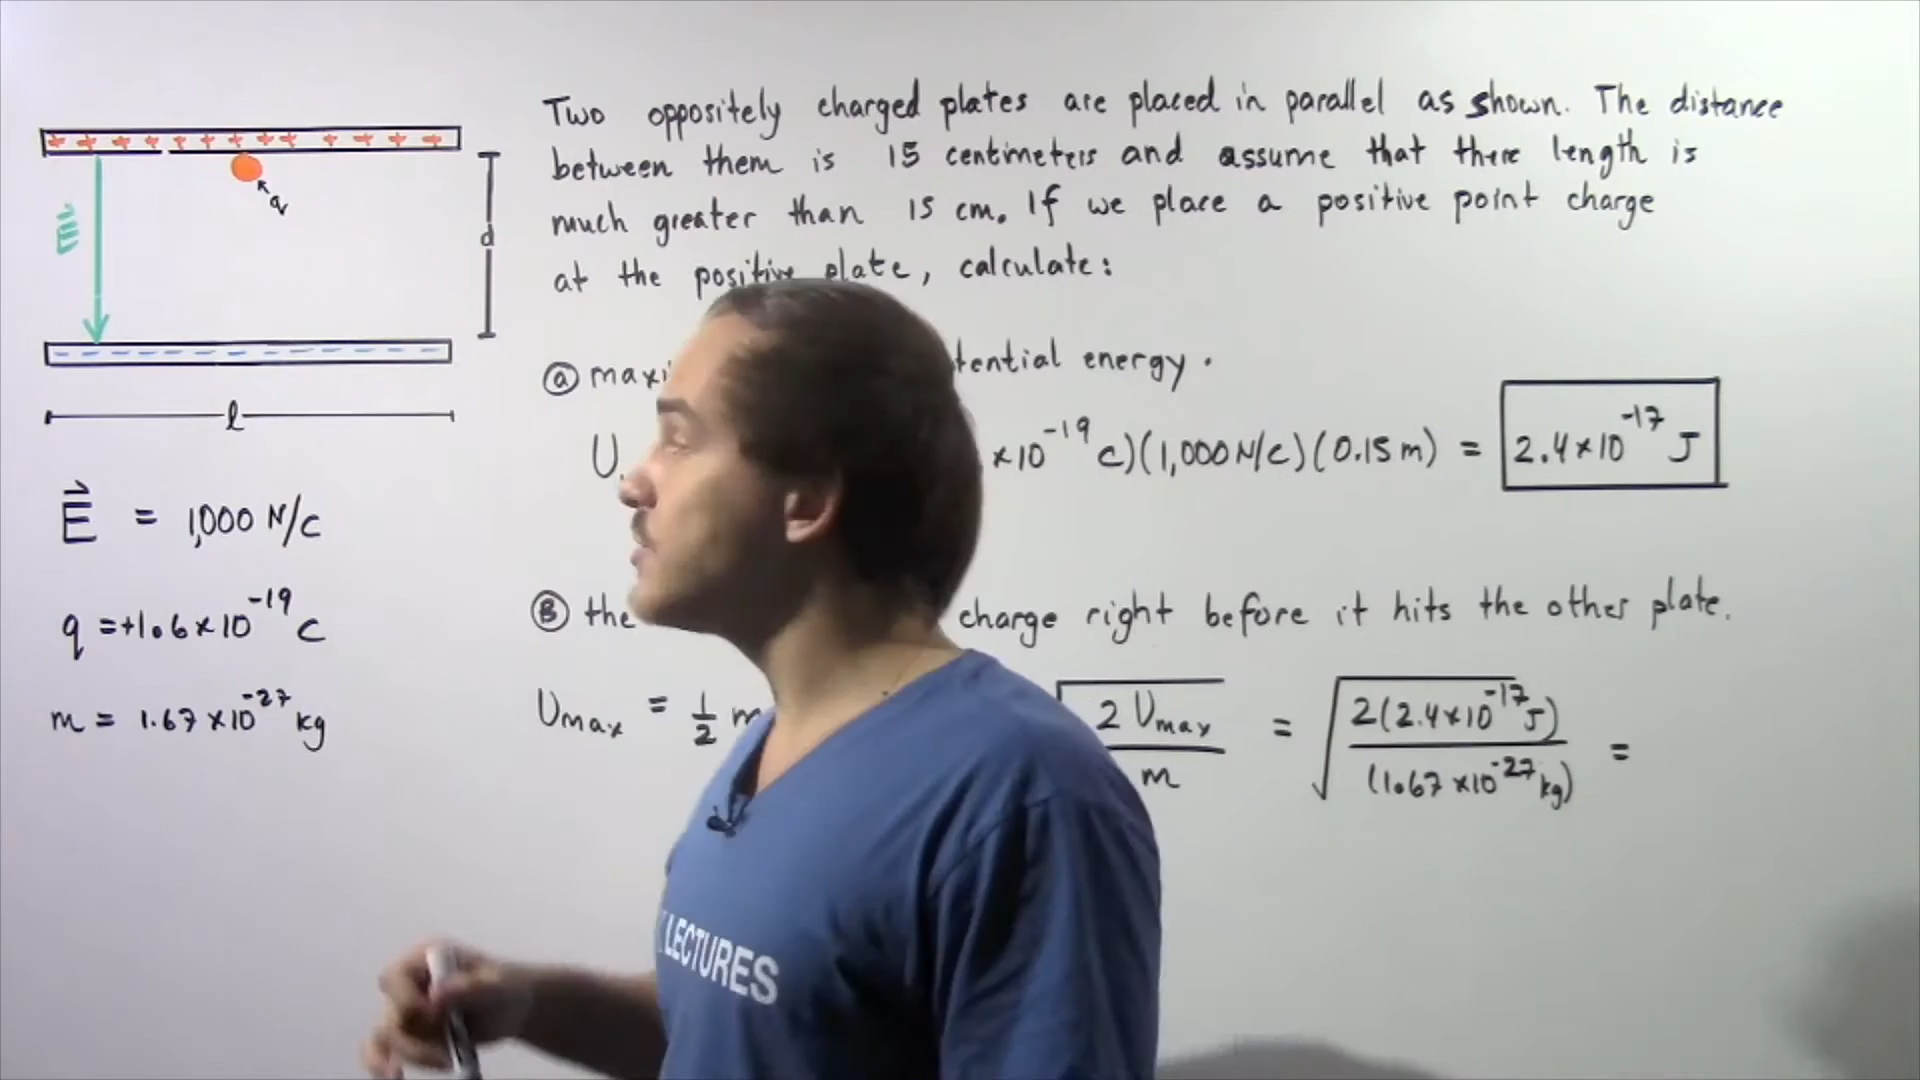 + + + + + + + + + + + + +
q
E
d
- - - - - - - - - - - -
l
E = 1,000 N/C
q = +1.6 × 10^-19 C
m = 1.67 × 10^-27 kg
Two oppositely charged plates are placed in parallel as shown. The distance
between them is 15 centimeters and assume that there length is
much greater than 15 cm. If we place a positive point charge
at the positive plate, calculate:
ⓐ energy.
U × 10^-19 C)(1,000 N/C)(0.15 m) = 2.4 × 10^-17 J
Ⓑ the charge right before it hits the other plate.
Umax = 1/2 m √ 2 Umax / m = √ 2(2.4 × 10^-17 J) / (1.67 × 10^-27 kg) =
LECTURES